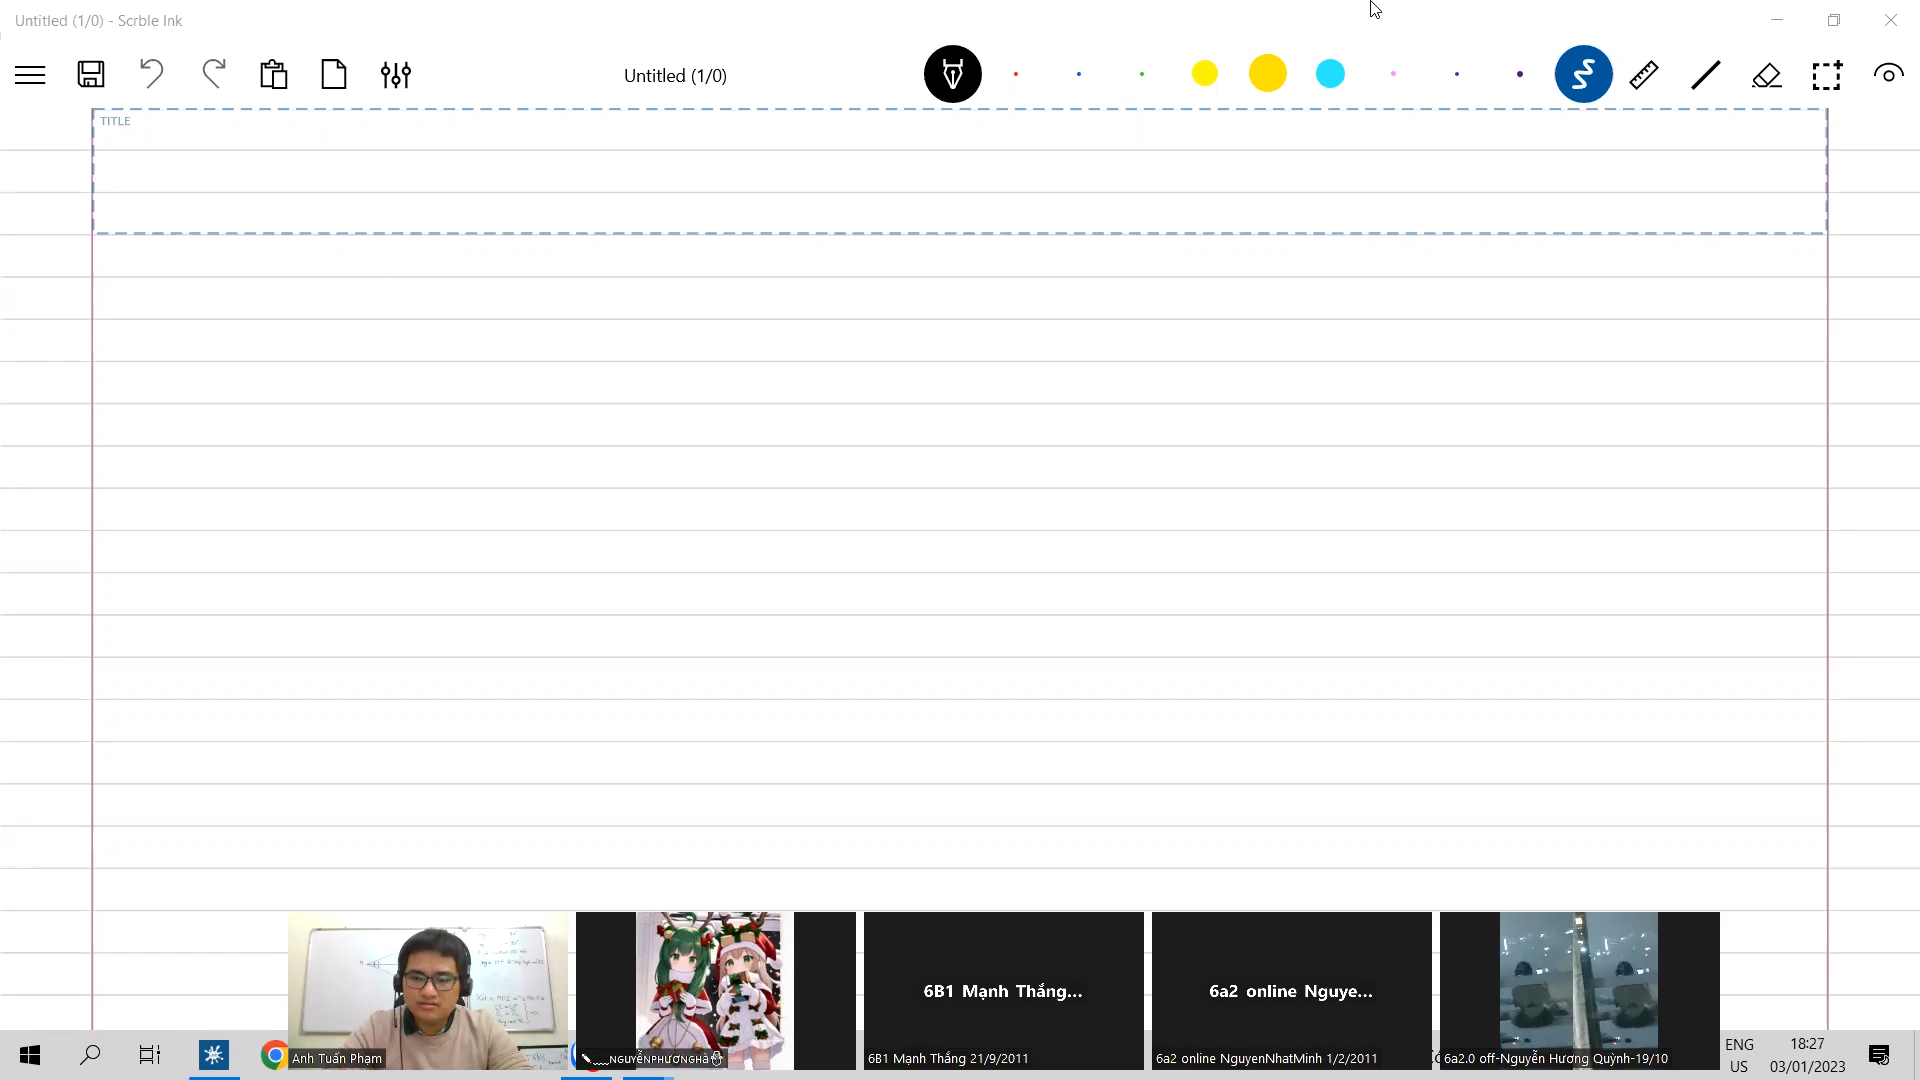 Untitled (1/0) - Scrble Ink
Untitled (1/0)
TITLE
6B1 Mạnh Thắng...
6a2 online Nguye...
Anh Tuấn Phạm
NGUYỄNPHƯƠNGHÀ
6B1 Mạnh Thắng 21/9/2011
6a2 online NguyenNhatMinh 1/2/2011
6a2.0 off-Nguyễn Hương Quỳnh-19/10
ENG
US
18:27
03/01/2023